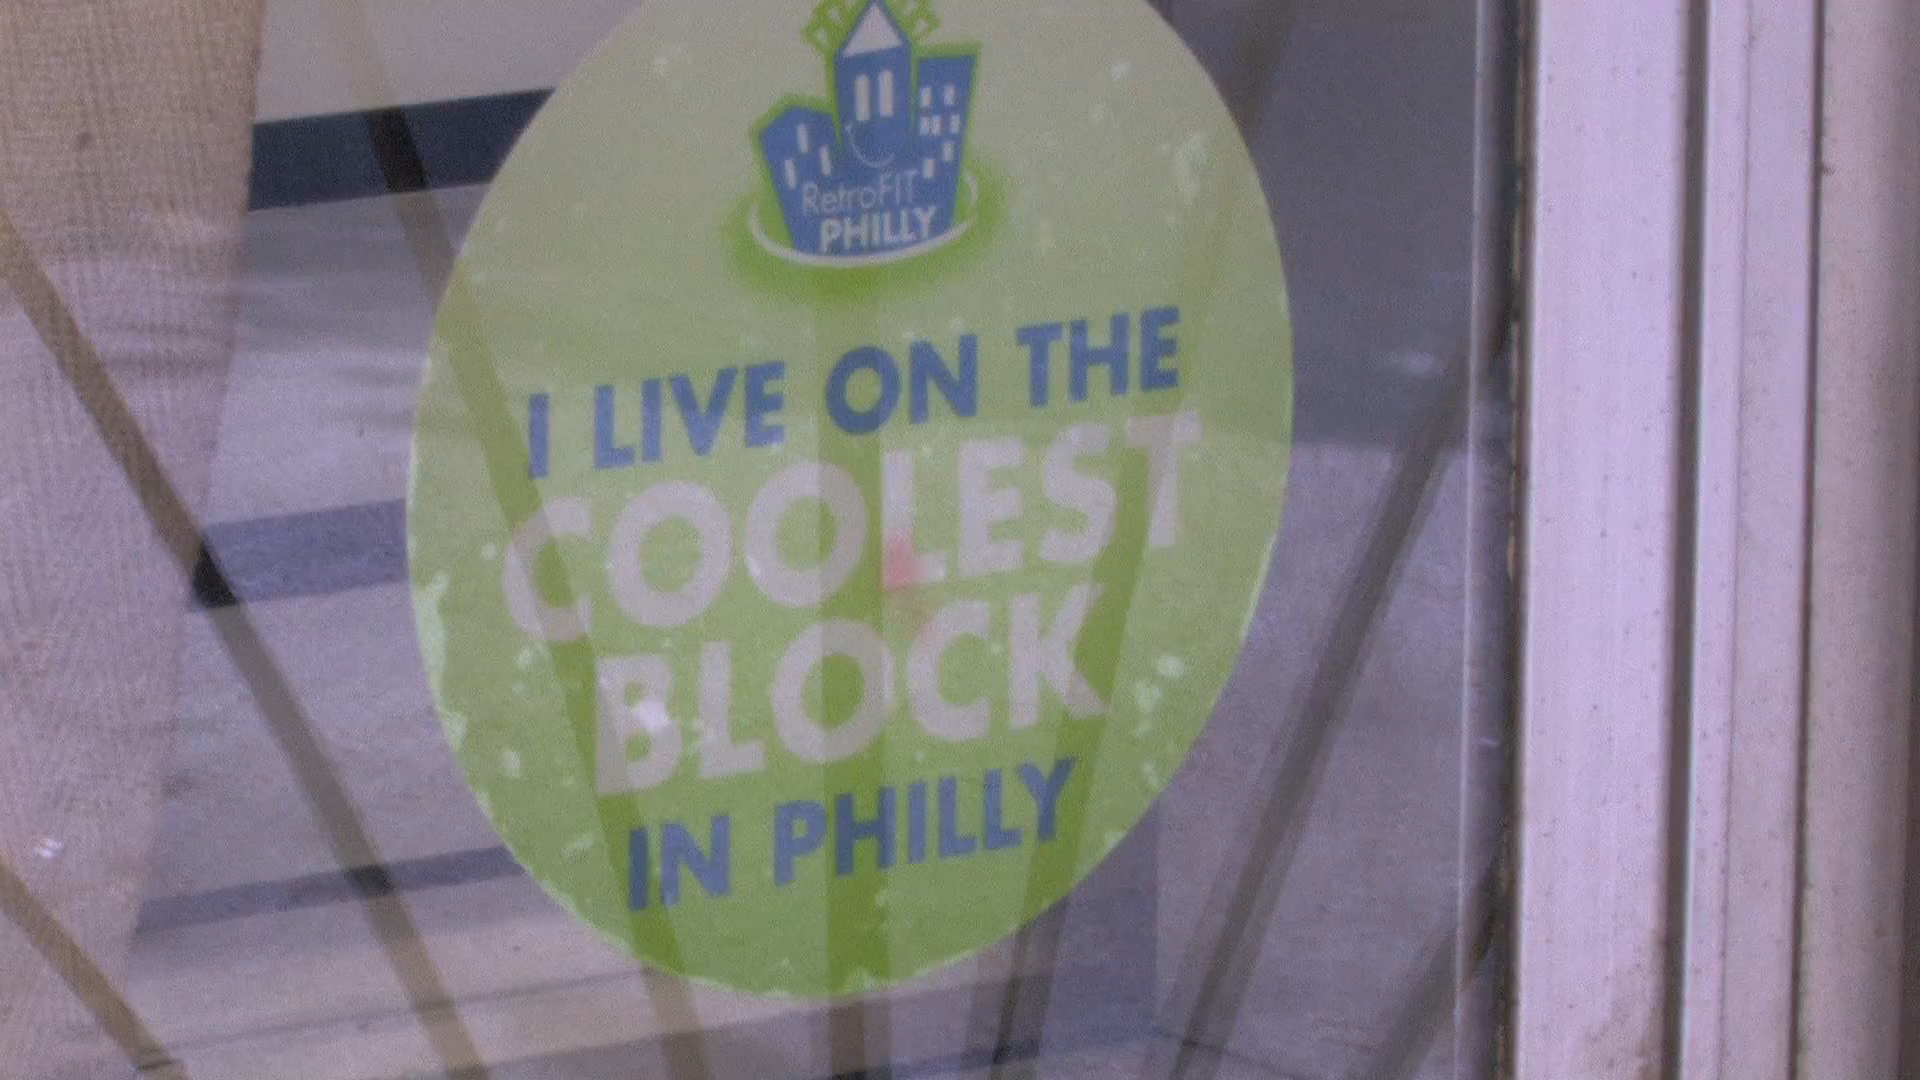 RetroFIT
PHILLY
I LIVE ON THE
COOLEST
BLOCK
IN PHILLY